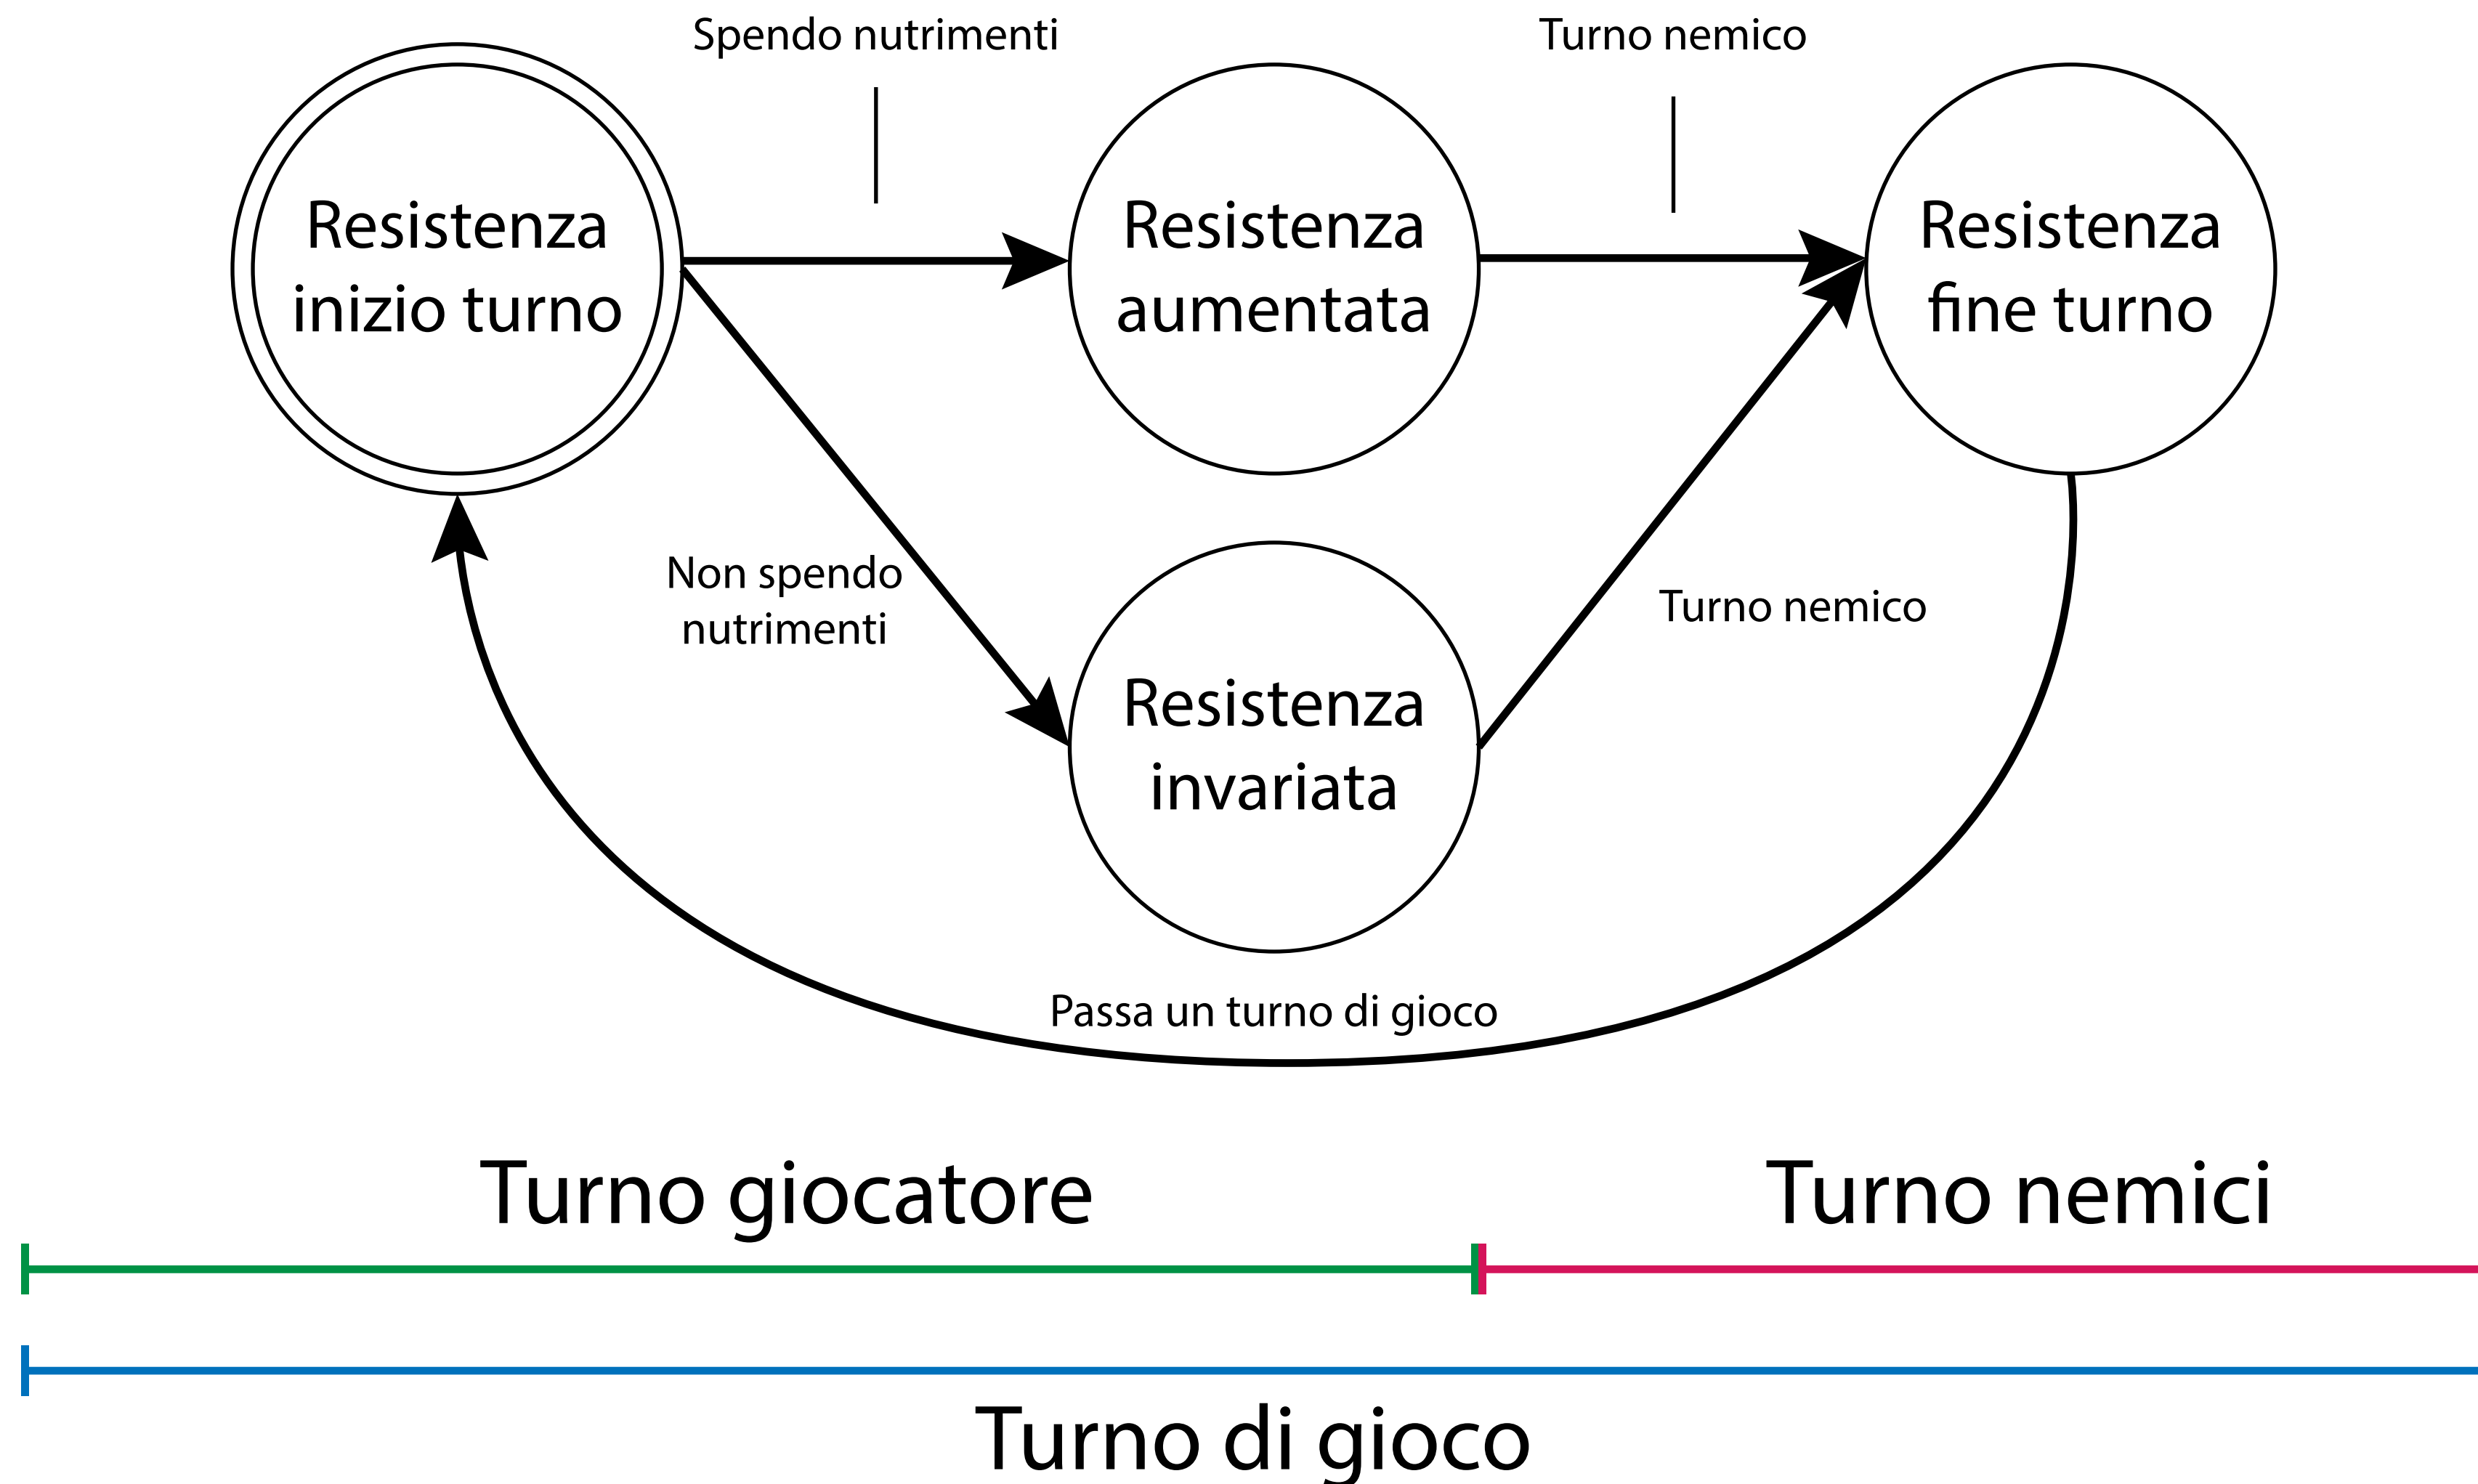 Spendo nutrimenti
Turno nemico
Resistenza
inizio turno
Resistenza
aumentata
Resistenza
fine turno
Non spendo
nutrimenti
Turno nemico
Resistenza
invariata
Passa un turno di gioco
Turno giocatore
Turno nemici
Turno di gioco